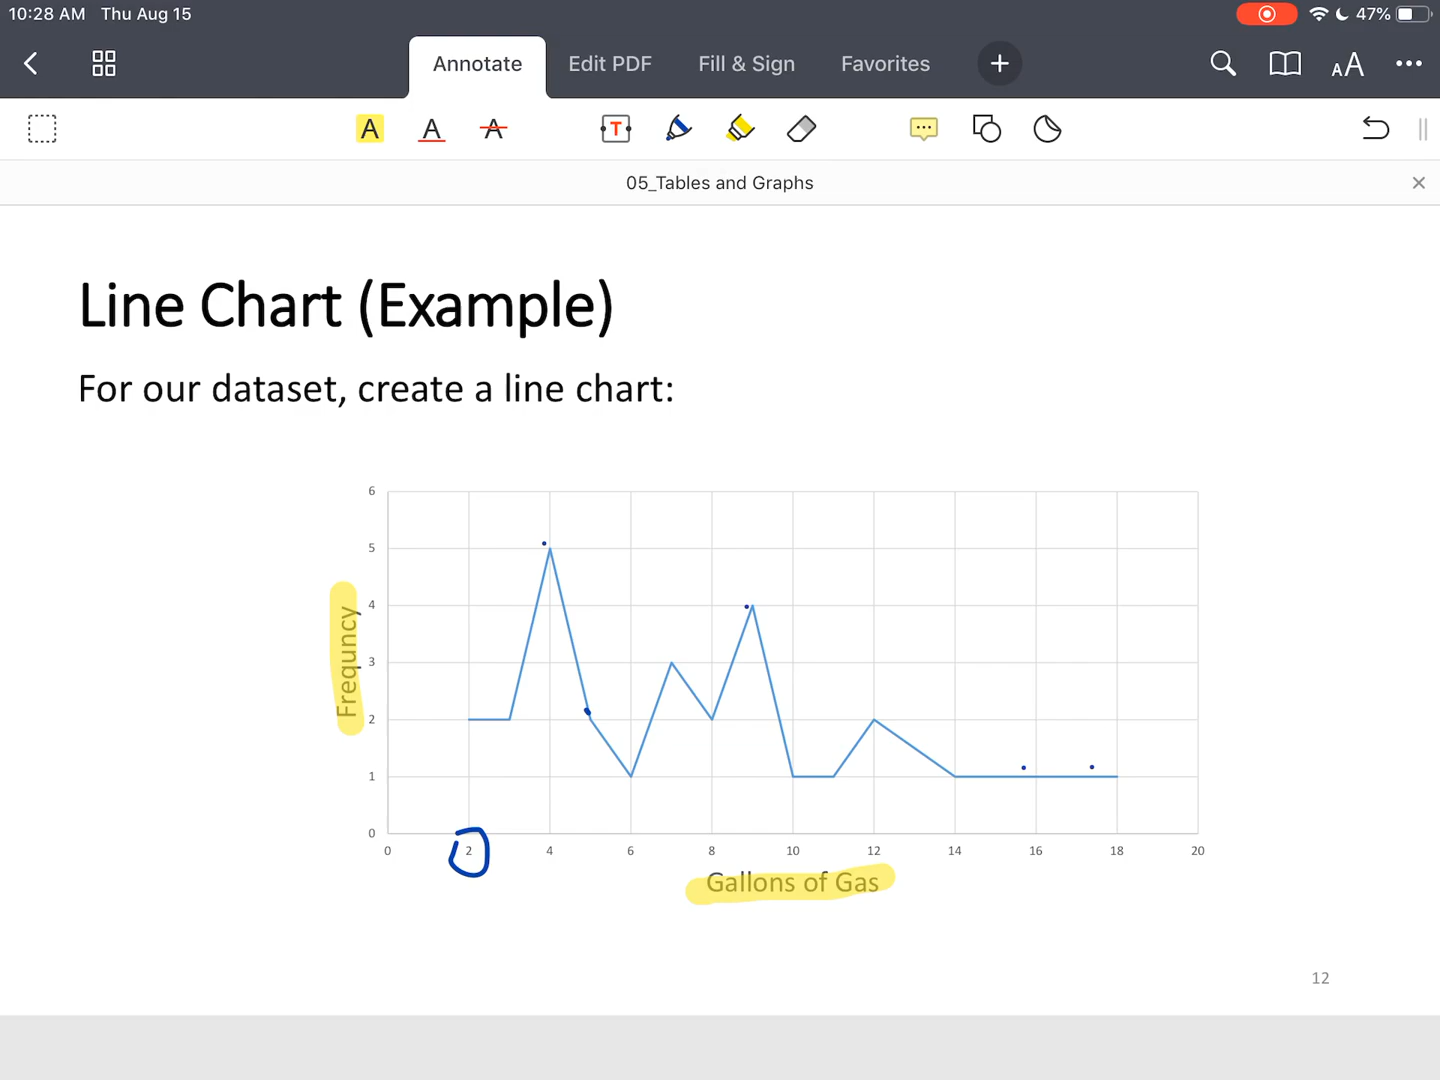 10:28 AM Thu Aug 15
47%
Annotate
Edit PDF
Fill & Sign
Favorites
AA
A
A
A
T
05_Tables and Graphs
Line Chart (Example)
For our dataset, create a line chart:
6
5
4
3
2
1
0
Frequncy
0 2 4 6 8 10 12 14 16 18 20
Gallons of Gas
12